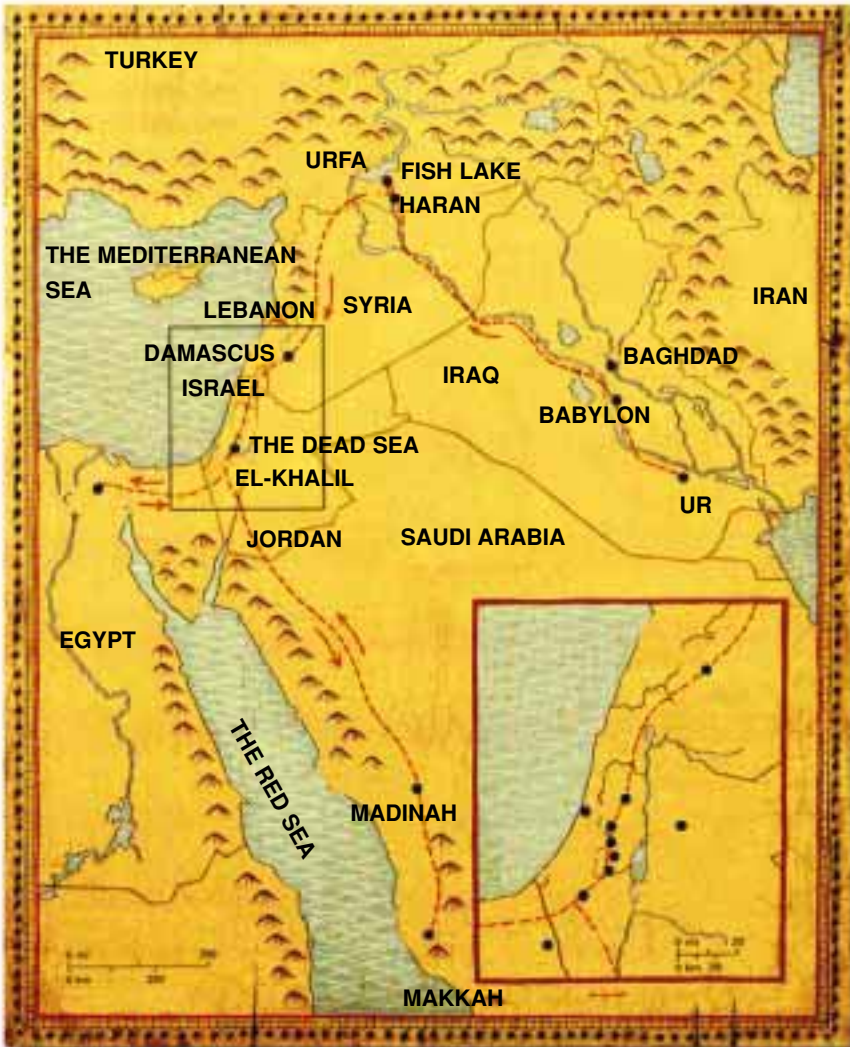 TURKEY
URFA
FISH LAKE
HARAN
THE MEDITERRANEAN
SEA
LEBANON
SYRIA
IRAN
DAMASCUS
BAGHDAD
ISRAEL
IRAQ
BABYLON
THE DEAD SEA
EL-KHALIL
UR
JORDAN
SAUDI ARABIA
EGYPT
THE RED SEA
MADINAH
MAKKAH